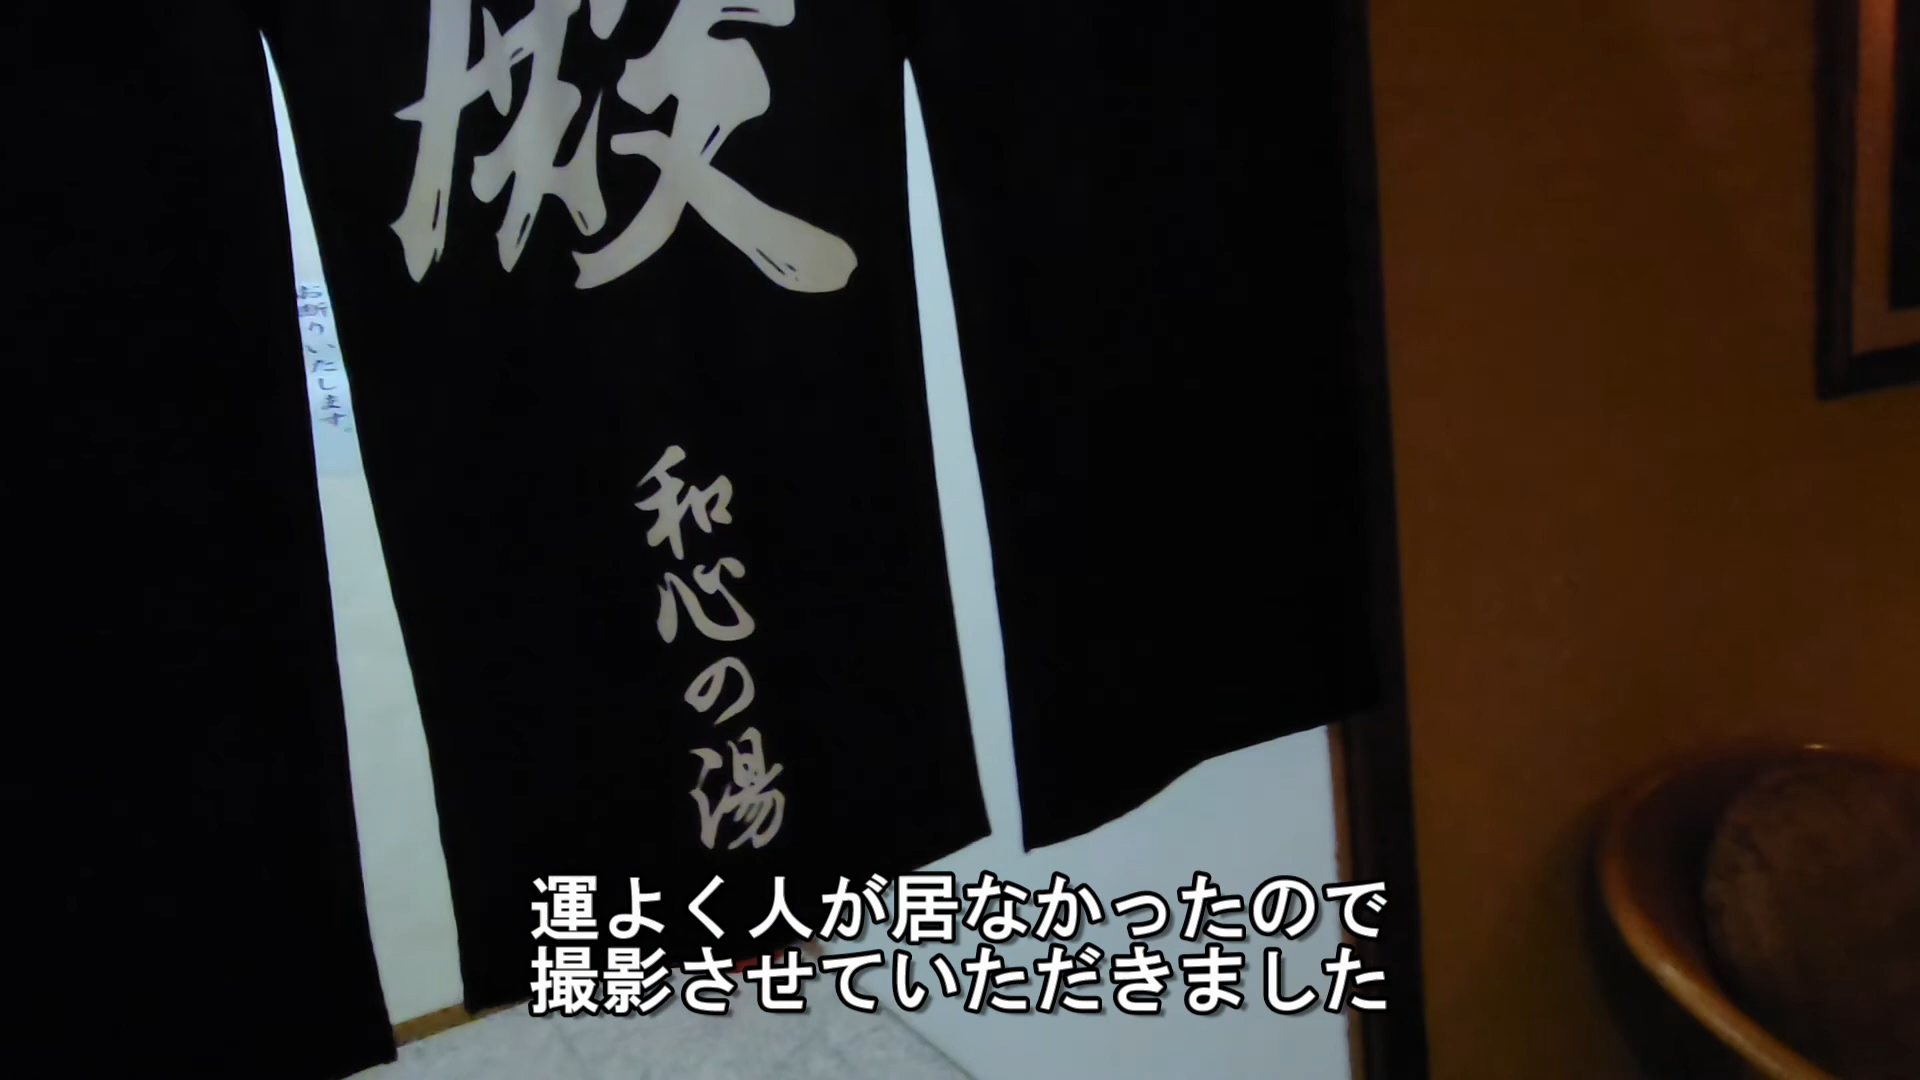 殿
和心の湯
お断りいたします。
運よく人が居なかったので
撮影させていただきました